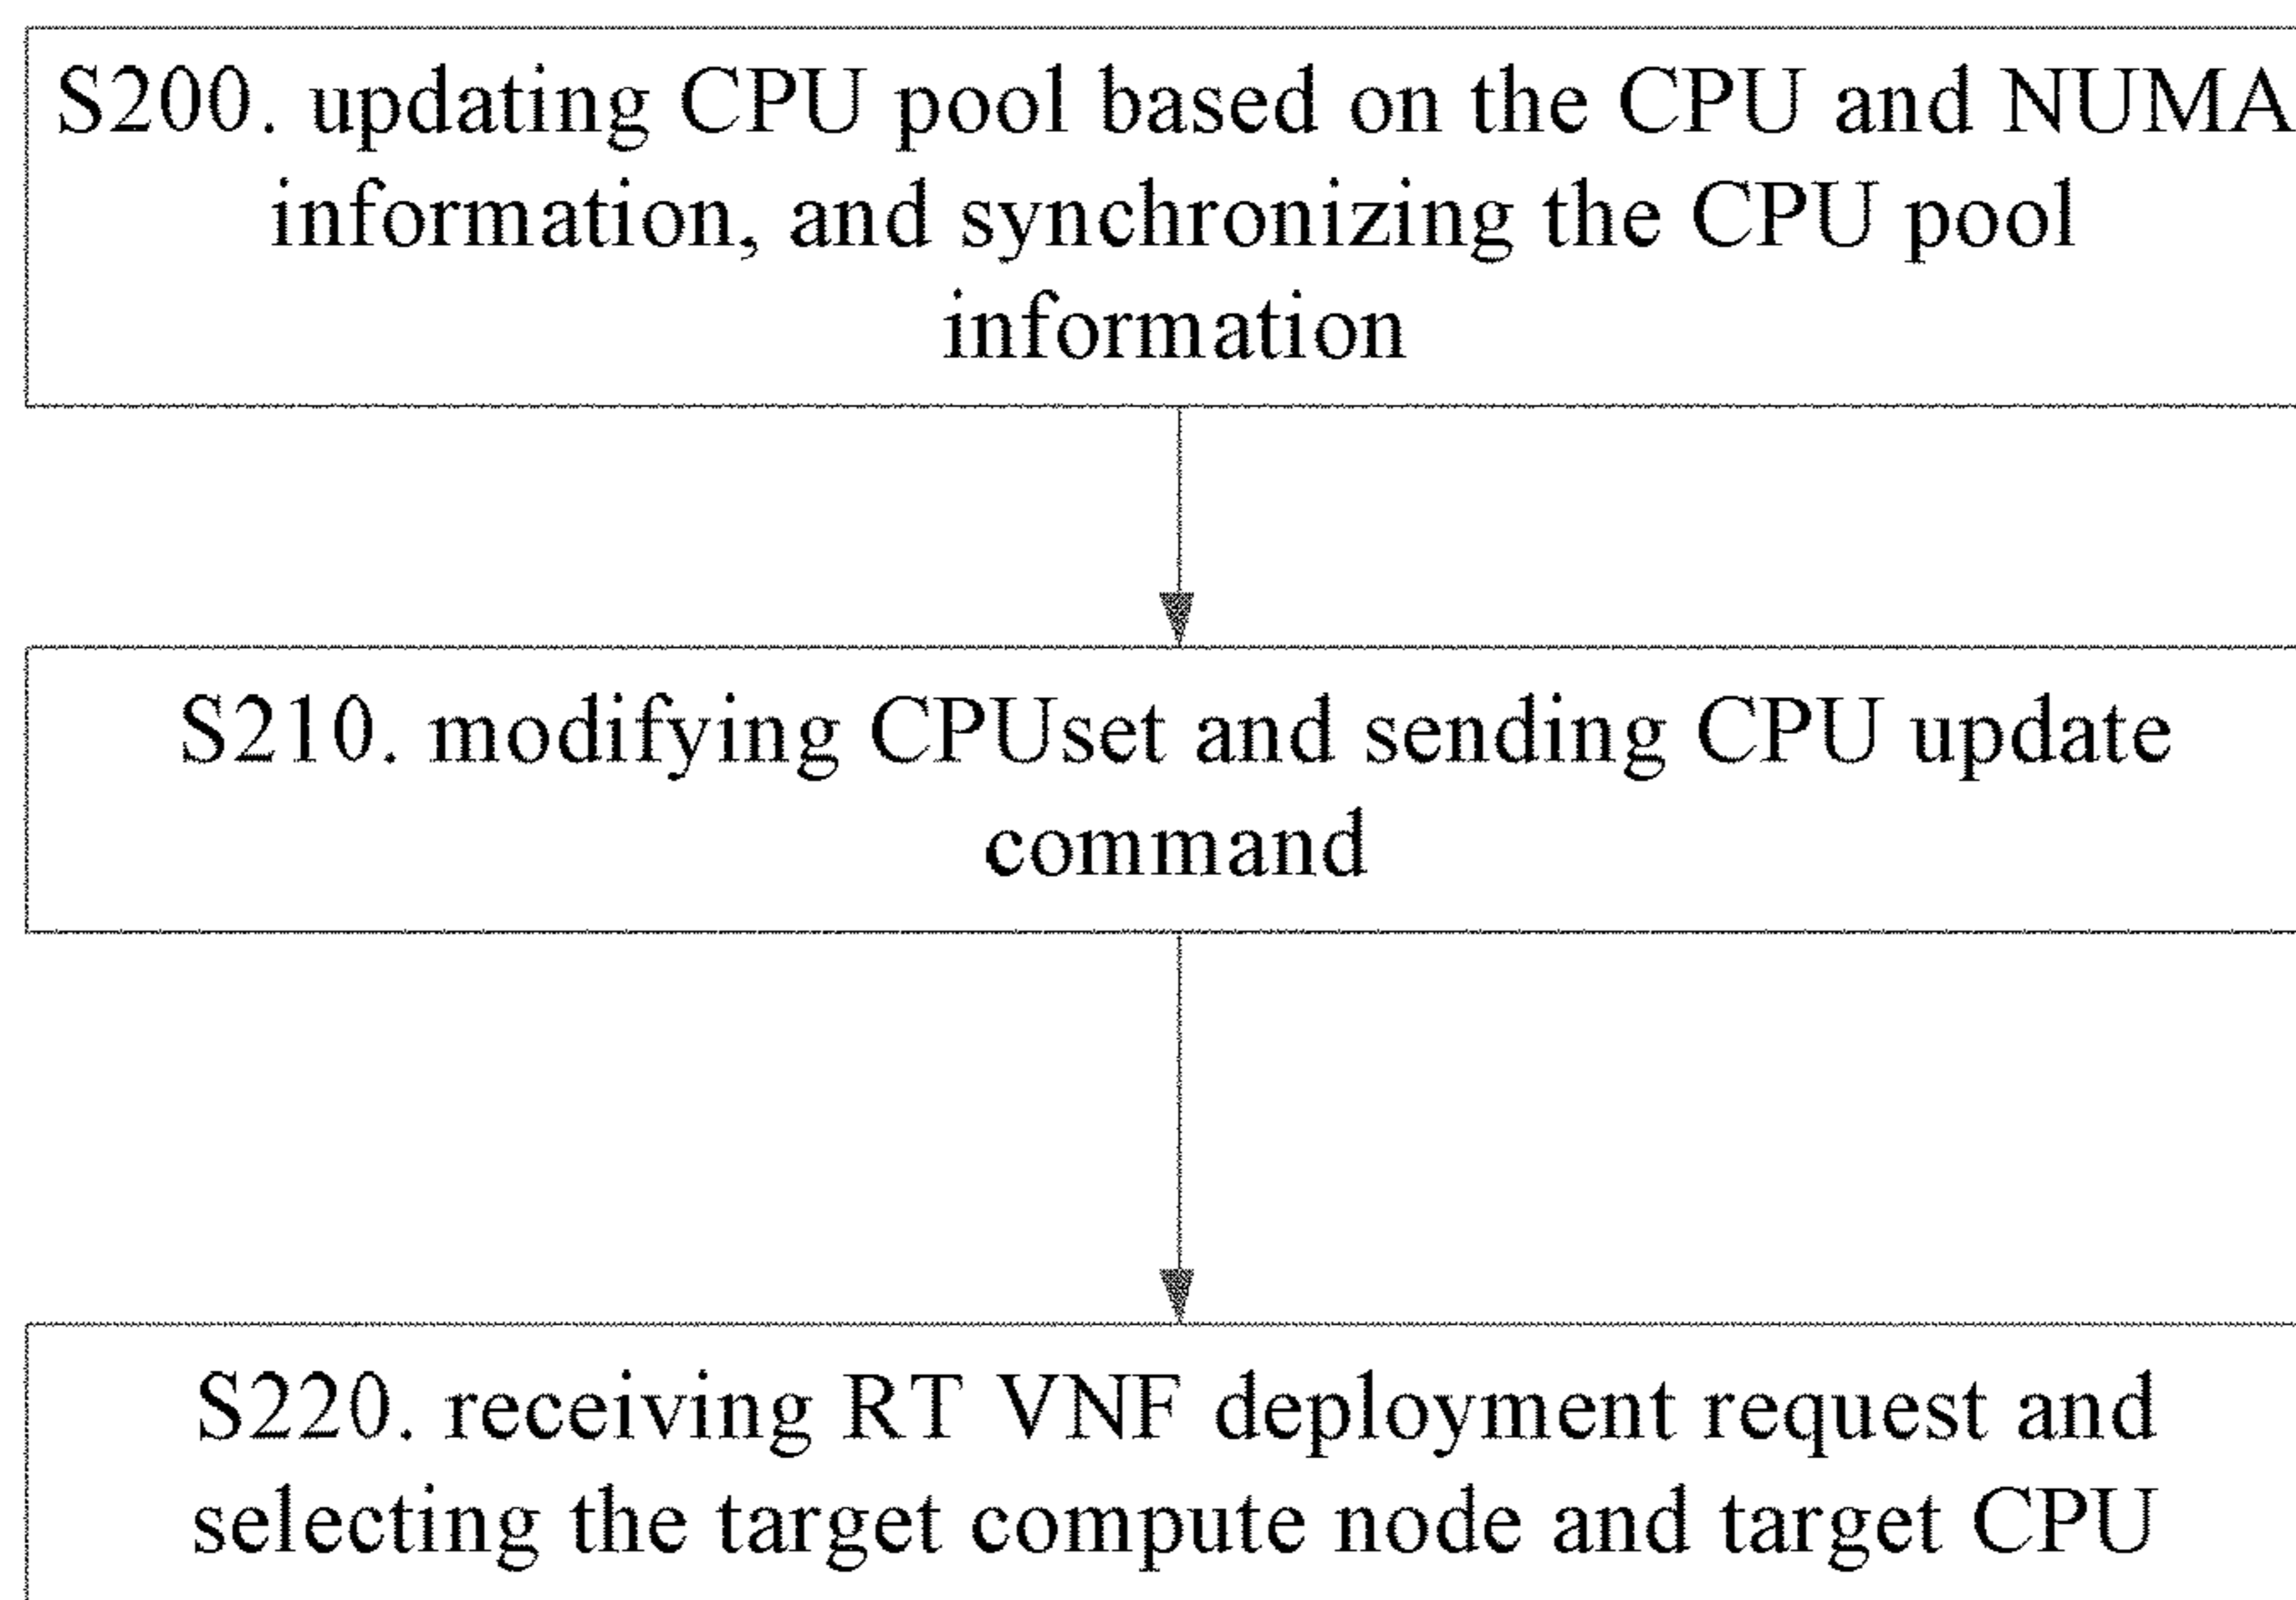 S200. updating CPU pool based on the CPU and NUMA
information, and synchronizing the CPU pool
information
S210. modifying CPUset and sending CPU update
command
S220. receiving RT VNF deployment request and
selecting the target compute node and target CPU